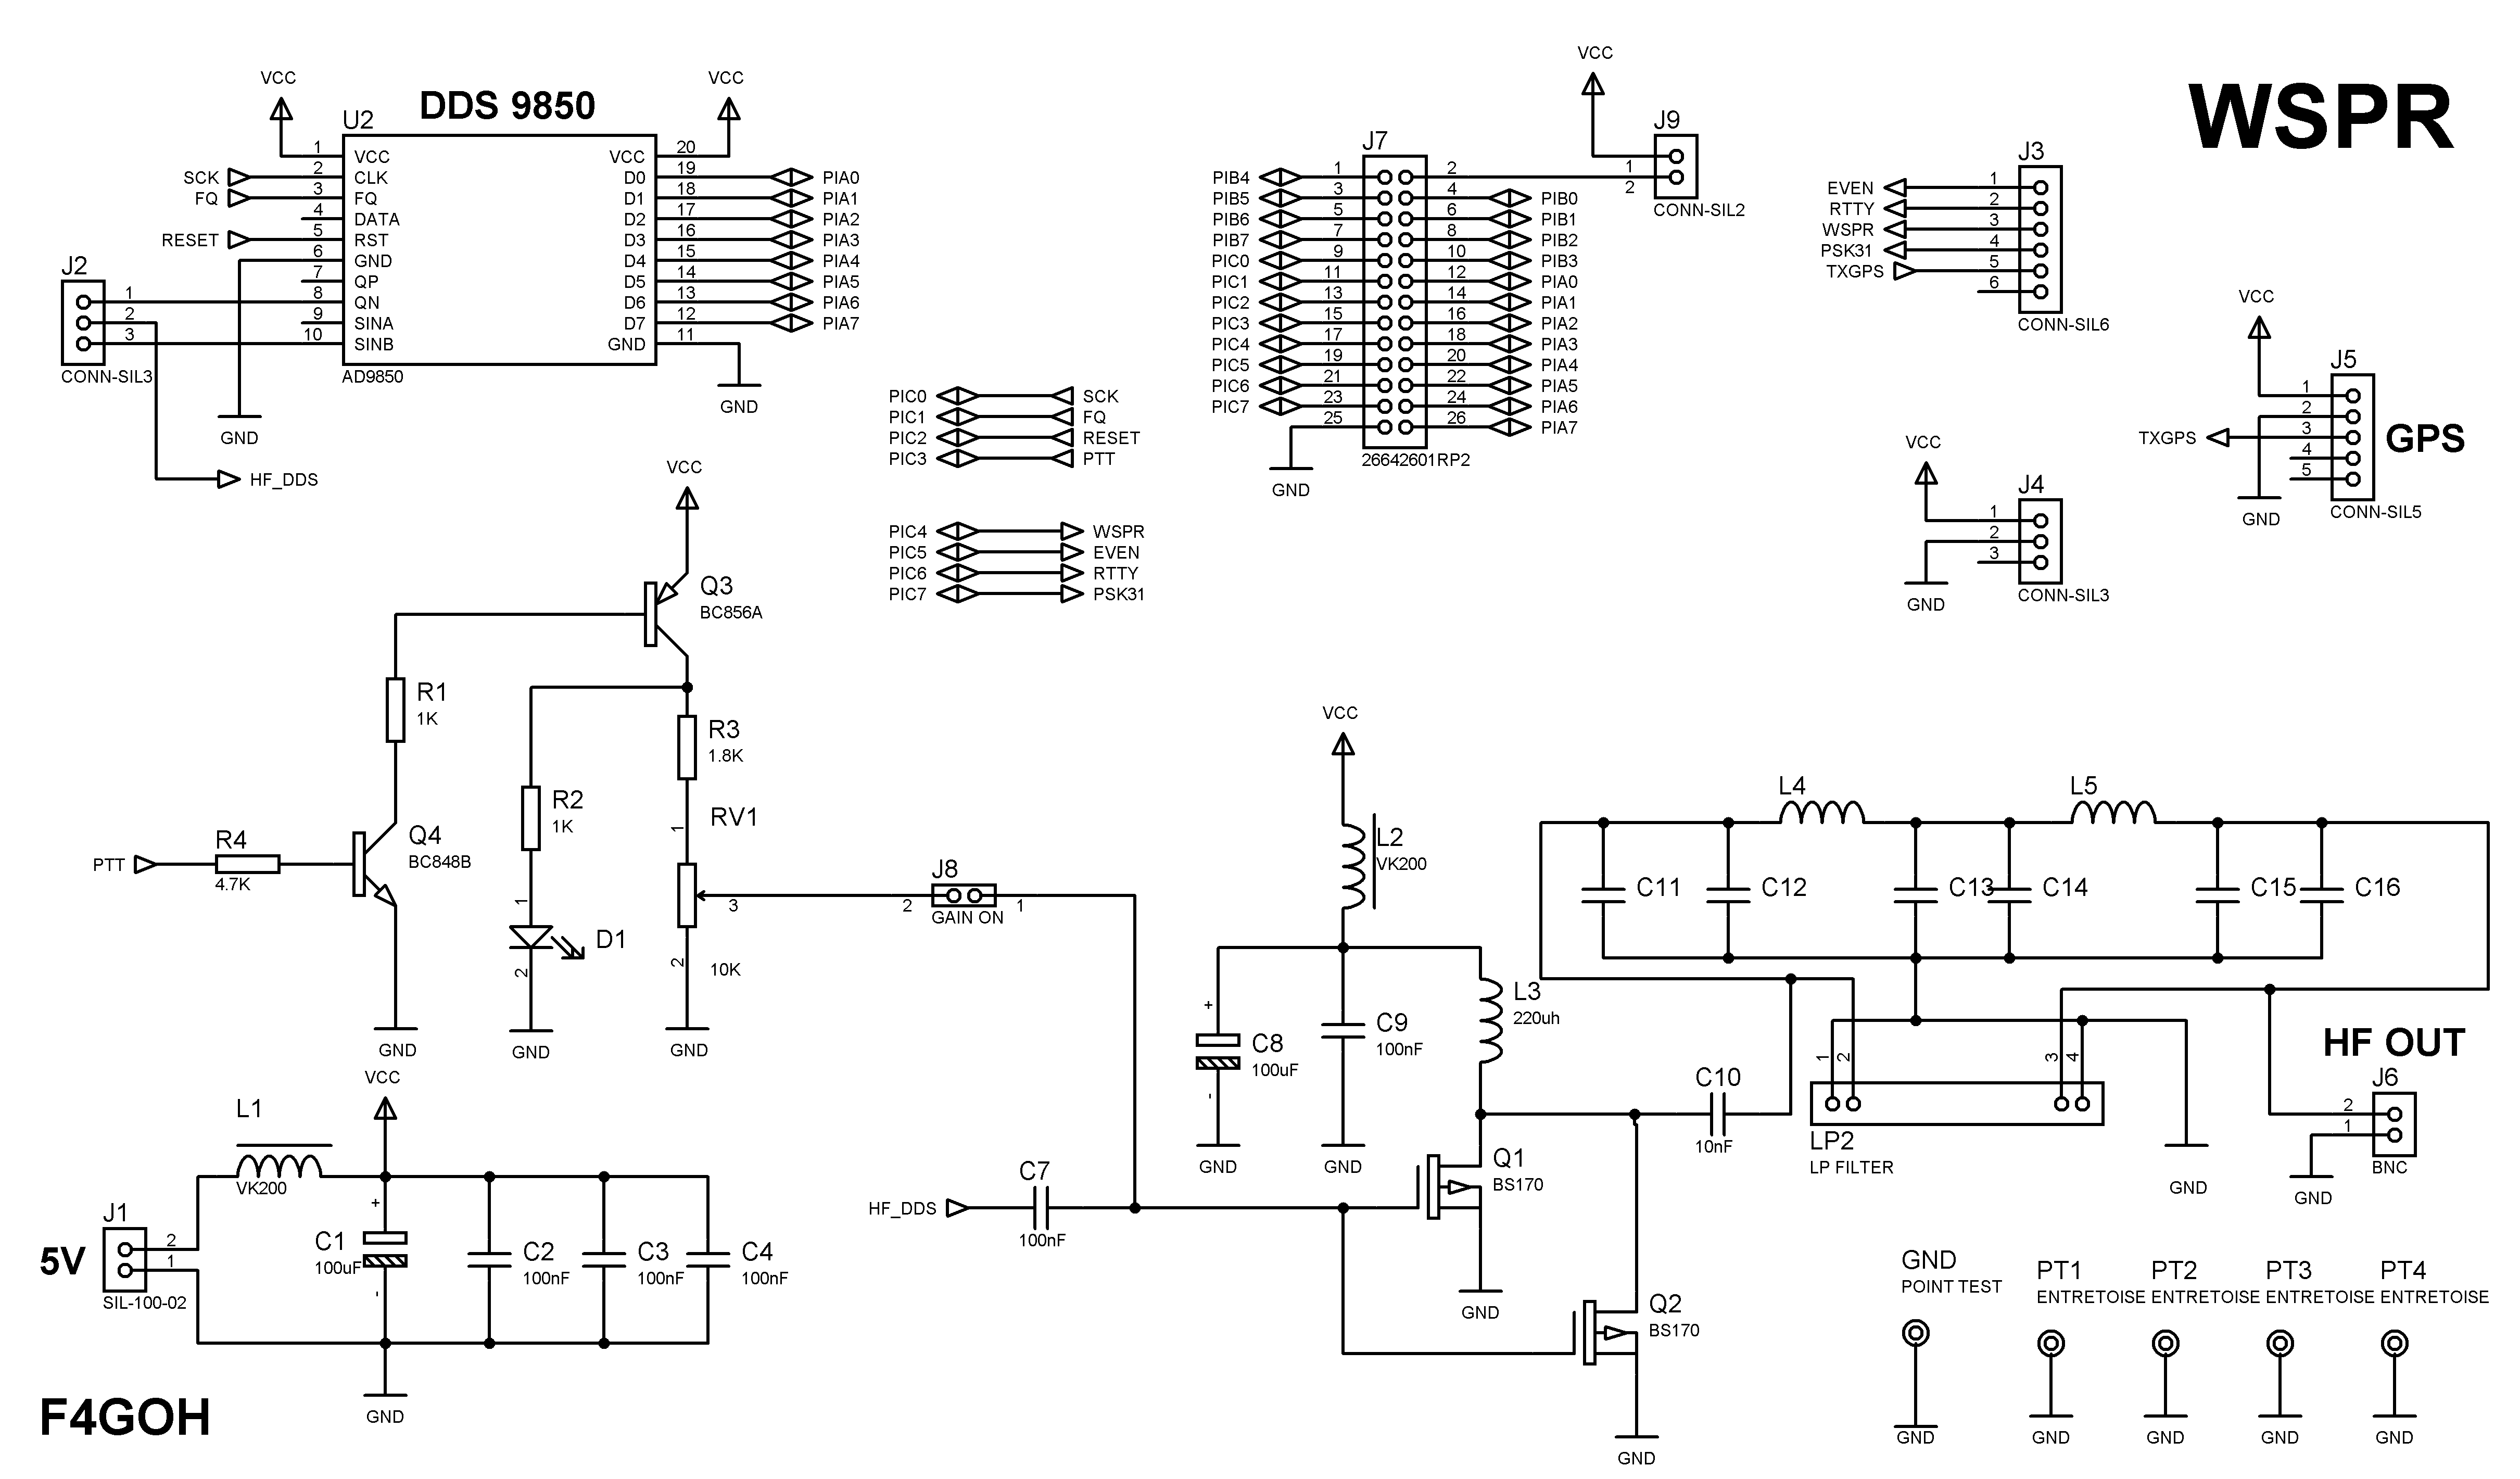 WSPR
DDS 9850
VCC
VCC
U2
1 VCC
2 CLK
3 FQ
4 DATA
5 RST
6 GND
7 QP
8 QN
9 SINA
10 SINB
VCC 20
D0 19 PIA0
D1 18 PIA1
D2 17 PIA2
D3 16 PIA3
D4 15 PIA4
D5 14 PIA5
D6 13 PIA6
D7 12 PIA7
GND 11
AD9850
SCK
FQ
RESET
GND
GND
J2
1
2
3
CONN-SIL3
HF_DDS
PIC0 SCK
PIC1 FQ
PIC2 RESET
PIC3 PTT
PIC4 WSPR
PIC5 EVEN
PIC6 RTTY
PIC7 PSK31
J7
PIB4 1 2
PIB5 3 4 PIB0
PIB6 5 6 PIB1
PIB7 7 8 PIB2
PIC0 9 10 PIB3
PIC1 11 12 PIA0
PIC2 13 14 PIA1
PIC3 15 16 PIA2
PIC4 17 18 PIA3
PIC5 19 20 PIA4
PIC6 21 22 PIA5
PIC7 23 24 PIA6
25 26 PIA7
26642601RP2
GND
VCC
J9
1
2
CONN-SIL2
J3
EVEN 1
RTTY 2
WSPR 3
PSK31 4
TXGPS 5
6
CONN-SIL6
VCC
J5
1
2
TXGPS 3
4
5
GPS
CONN-SIL5
GND
VCC
J4
1
2
3
CONN-SIL3
GND
VCC
Q3
BC856A
R1
1K
R3
1.8K
R2
1K
RV1
1
3
2
10K
PTT
R4
4.7K
Q4
BC848B
1
D1
2
GND
GND
GND
J8
2 1
GAIN ON
VCC
L2
VK200
L3
220uh
+
C8
100uF
-
C9
100nF
GND
GND
C10
10nF
HF_DDS
C7
100nF
Q1
BS170
GND
Q2
BS170
GND
L4
L5
C11
C12
C13
C14
C15
C16
1
2
3
4
LP2
LP FILTER
GND
HF OUT
J6
2
1
BNC
GND
VCC
L1
VK200
J1
2
1
5V
SIL-100-02
+
C1
100uF
-
C2
100nF
C3
100nF
C4
100nF
GND
F4GOH
GND
POINT TEST
GND
PT1
ENTRETOISE
GND
PT2
ENTRETOISE
GND
PT3
ENTRETOISE
GND
PT4
ENTRETOISE
GND